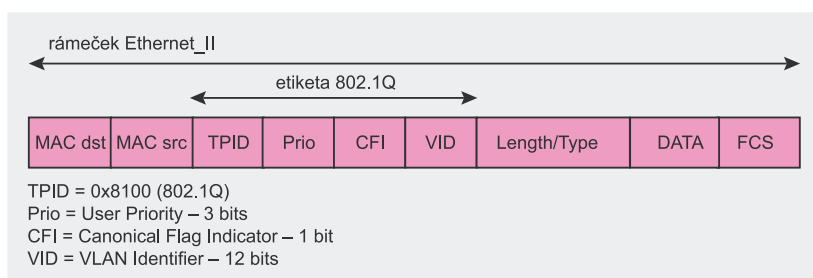 rámeček Ethernet_II
etiketa 802.1Q
MAC dst MAC src TPID Prio CFI VID Length/Type DATA FCS
TPID = 0x8100 (802.1Q)
Prio = User Priority – 3 bits
CFI = Canonical Flag Indicator – 1 bit
VID = VLAN Identifier – 12 bits